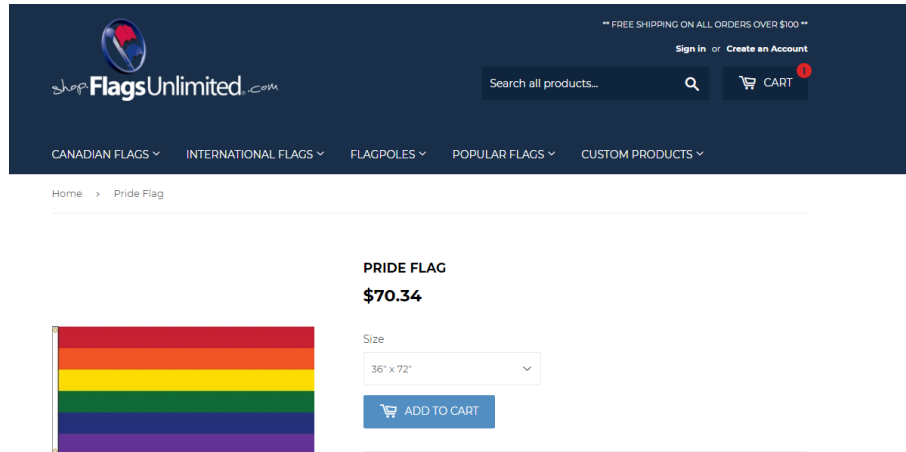 ** FREE SHIPPING ON ALL ORDERS OVER $100 **
Sign in or Create an Account
shop.FlagsUnlimited.com
Search all products...
CART
1
CANADIAN FLAGS
INTERNATIONAL FLAGS
FLAGPOLES
POPULAR FLAGS
CUSTOM PRODUCTS
Home › Pride Flag
PRIDE FLAG
$70.34
Size
36" x 72"
ADD TO CART